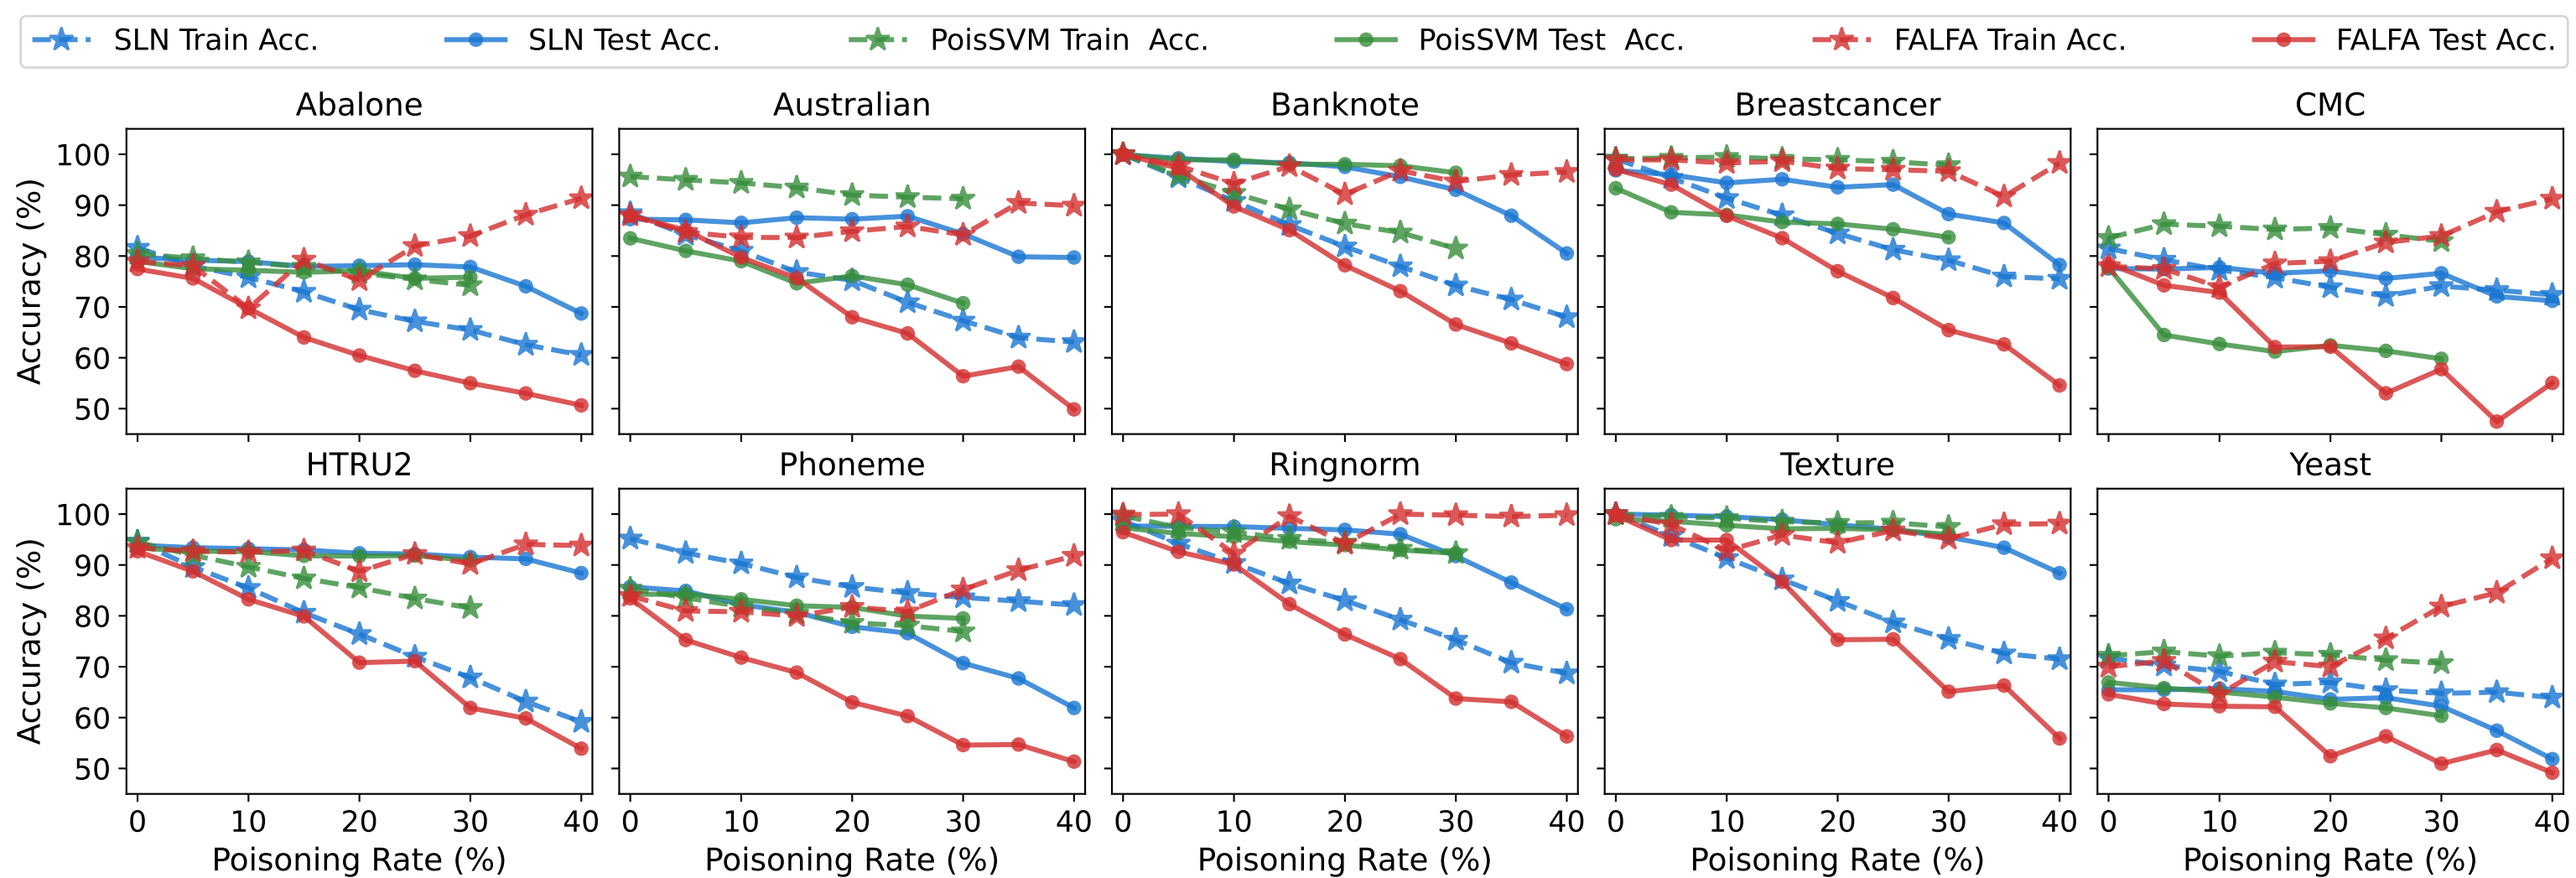 SLN Train Acc. SLN Test Acc. PoisSVM Train Acc. PoisSVM Test Acc. FALFA Train Acc. FALFA Test Acc.
Abalone Australian Banknote Breastcancer CMC
Accuracy (%)
100
90
80
70
60
50
HTRU2 Phoneme Ringnorm Texture Yeast
Accuracy (%)
100
90
80
70
60
50
0 10 20 30 40 0 10 20 30 40 0 10 20 30 40 0 10 20 30 40 0 10 20 30 40
Poisoning Rate (%) Poisoning Rate (%) Poisoning Rate (%) Poisoning Rate (%) Poisoning Rate (%)